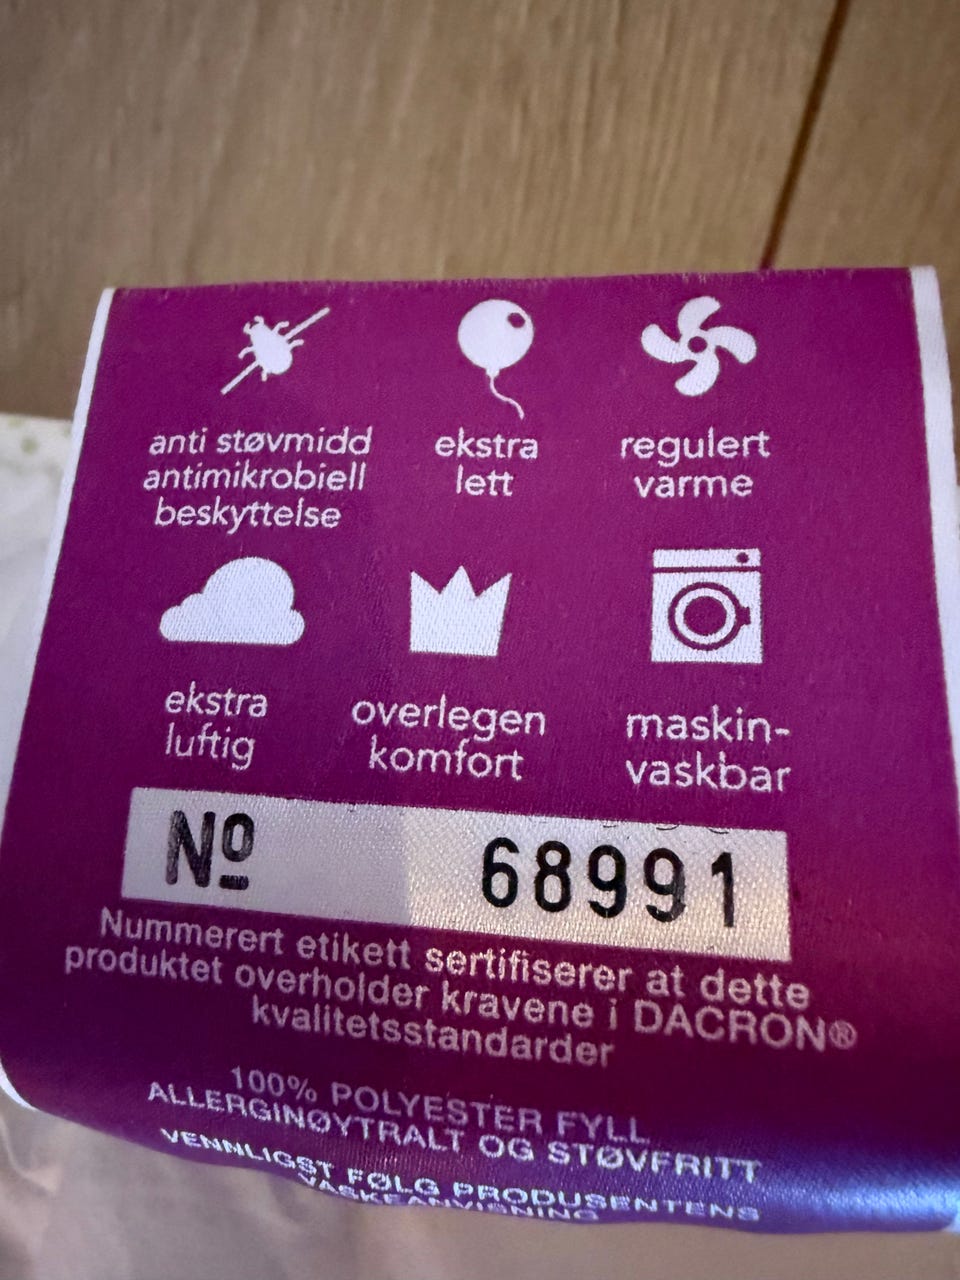 anti støvmidd
antimikrobiell
beskyttelse
ekstra
lett
regulert
varme
ekstra
luftig
overlegen
komfort
maskin-
vaskbar
Nº 68991
Nummerert etikett sertifiserer at dette
produktet overholder kravene i DACRON®
kvalitetsstandarder
100% POLYESTER FYLL
ALLERGINØYTRALT OG STØVFRITT
VENNLIGST FØLG PRODUSENTENS
VASKEANVISNING